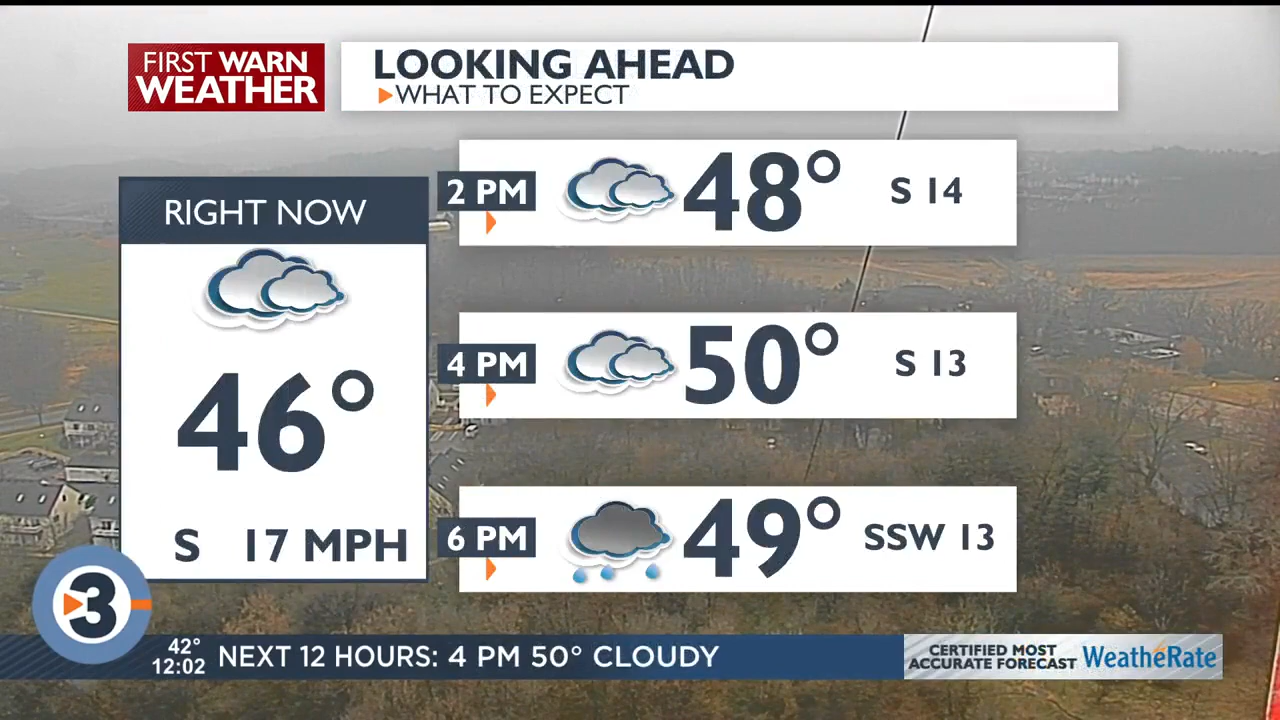 FIRST WARN
WEATHER
LOOKING AHEAD
WHAT TO EXPECT
RIGHT NOW
46°
S 17 MPH
2 PM 48° S 14
4 PM 50° S 13
6 PM 49° SSW 13
3
42°
12:02
NEXT 12 HOURS: 4 PM 50° CLOUDY
CERTIFIED MOST
ACCURATE FORECAST
WeatheRate